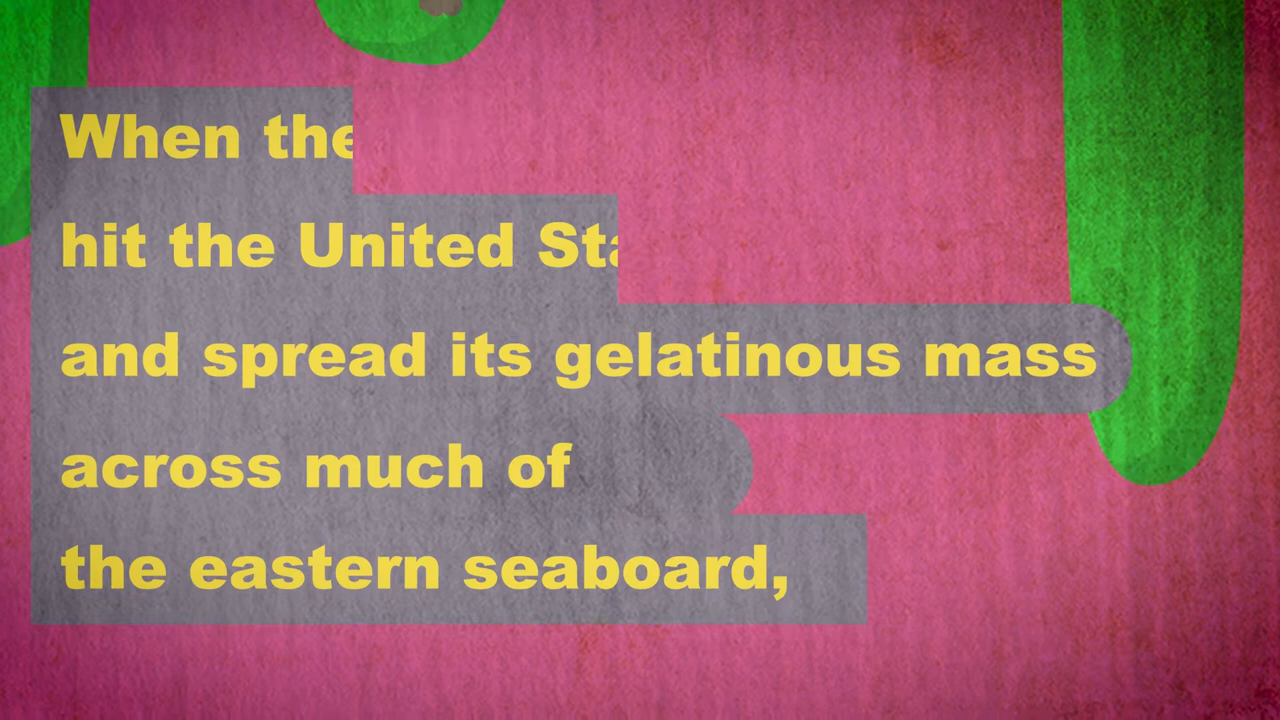 When the
hit the United Sta
and spread its gelatinous mass
across much of
the eastern seaboard,